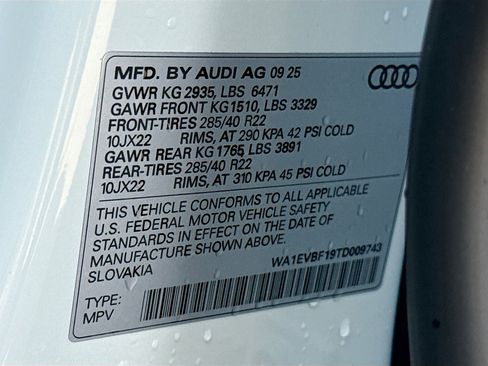 MFD. BY AUDI AG 09 25
GVWR KG 2935, LBS 6471
GAWR FRONT KG1510, LBS 3329
FRONT-TIRES 285/40 R22
10JX22 RIMS, AT 290 KPA 42 PSI COLD
GAWR REAR KG 1765, LBS 3891
REAR-TIRES 285/40 R22
10JX22 RIMS, AT 310 KPA 45 PSI COLD
THIS VEHICLE CONFORMS TO ALL APPLICABLE
U.S. FEDERAL MOTOR VEHICLE SAFETY
STANDARDS IN EFFECT ON THE DATE OF
MANUFACTURE SHOWN ABOVE.
SLOVAKIA
WA1EVBF19TD009743
TYPE:
MPV